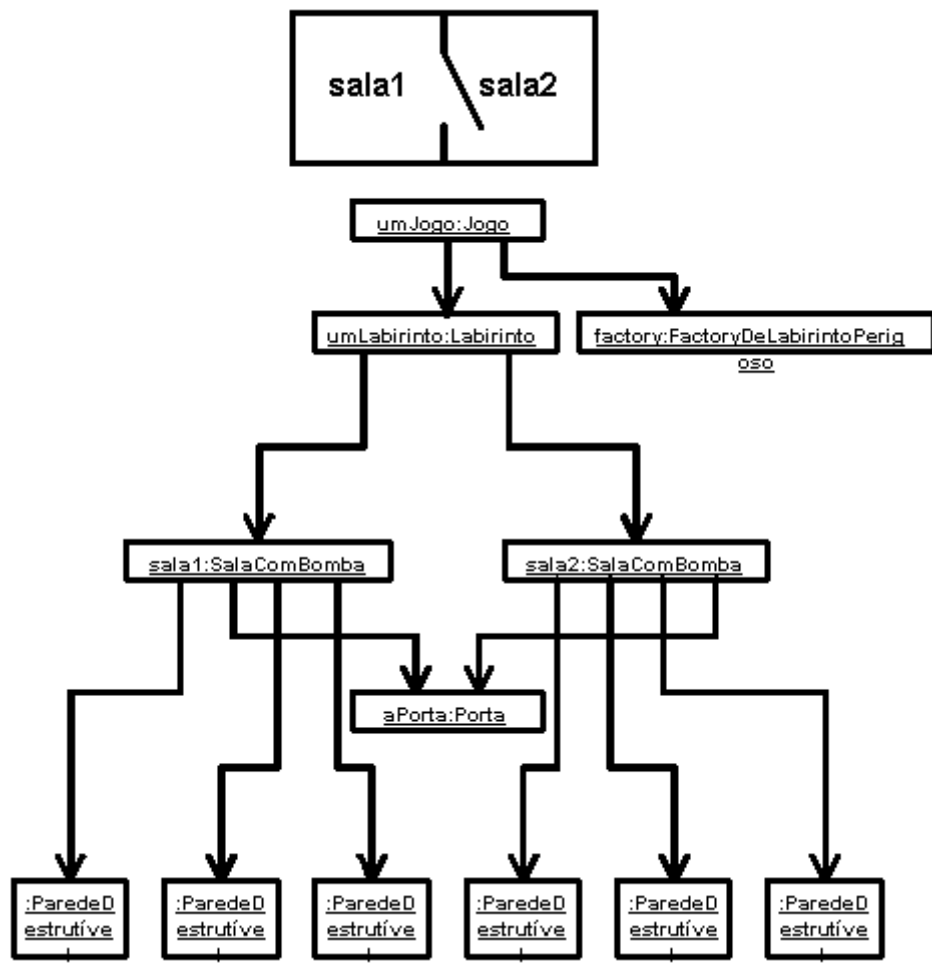 sala1 sala2
umJogo:Jogo
umLabirinto:Labirinto factory:FactoryDeLabirintoPerig
oso
sala1:SalaComBomba sala2:SalaComBomba
aPorta:Porta
:ParedeD :ParedeD :ParedeD :ParedeD :ParedeD :ParedeD
estrutíve estrutíve estrutíve estrutíve estrutíve estrutíve